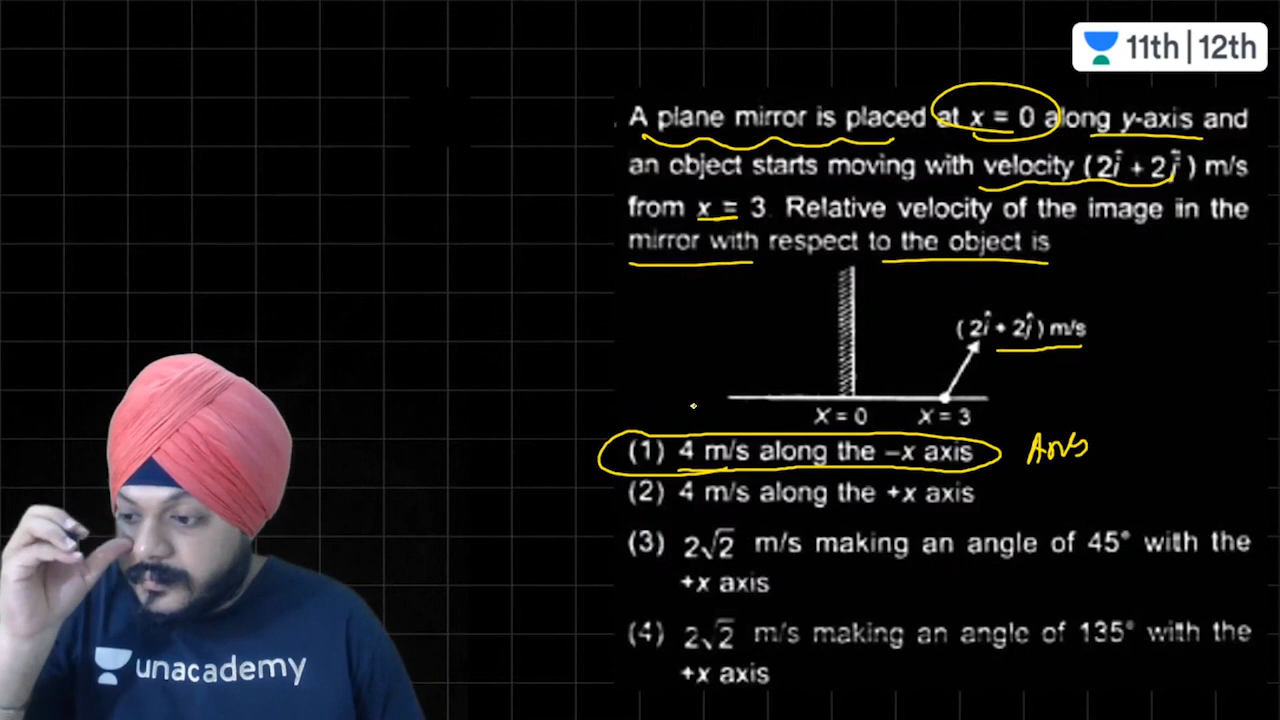 11th | 12th
A plane mirror is placed at x = 0 along y-axis and
an object starts moving with velocity (2î + 2ĵ) m/s
from x = 3. Relative velocity of the image in the
mirror with respect to the object is
(2î + 2ĵ) m/s
X = 0 X = 3
(1) 4 m/s along the –x axis Ans
(2) 4 m/s along the +x axis
(3) 2√2 m/s making an angle of 45° with the
+x axis
(4) 2√2 m/s making an angle of 135° with the
+x axis
unacademy